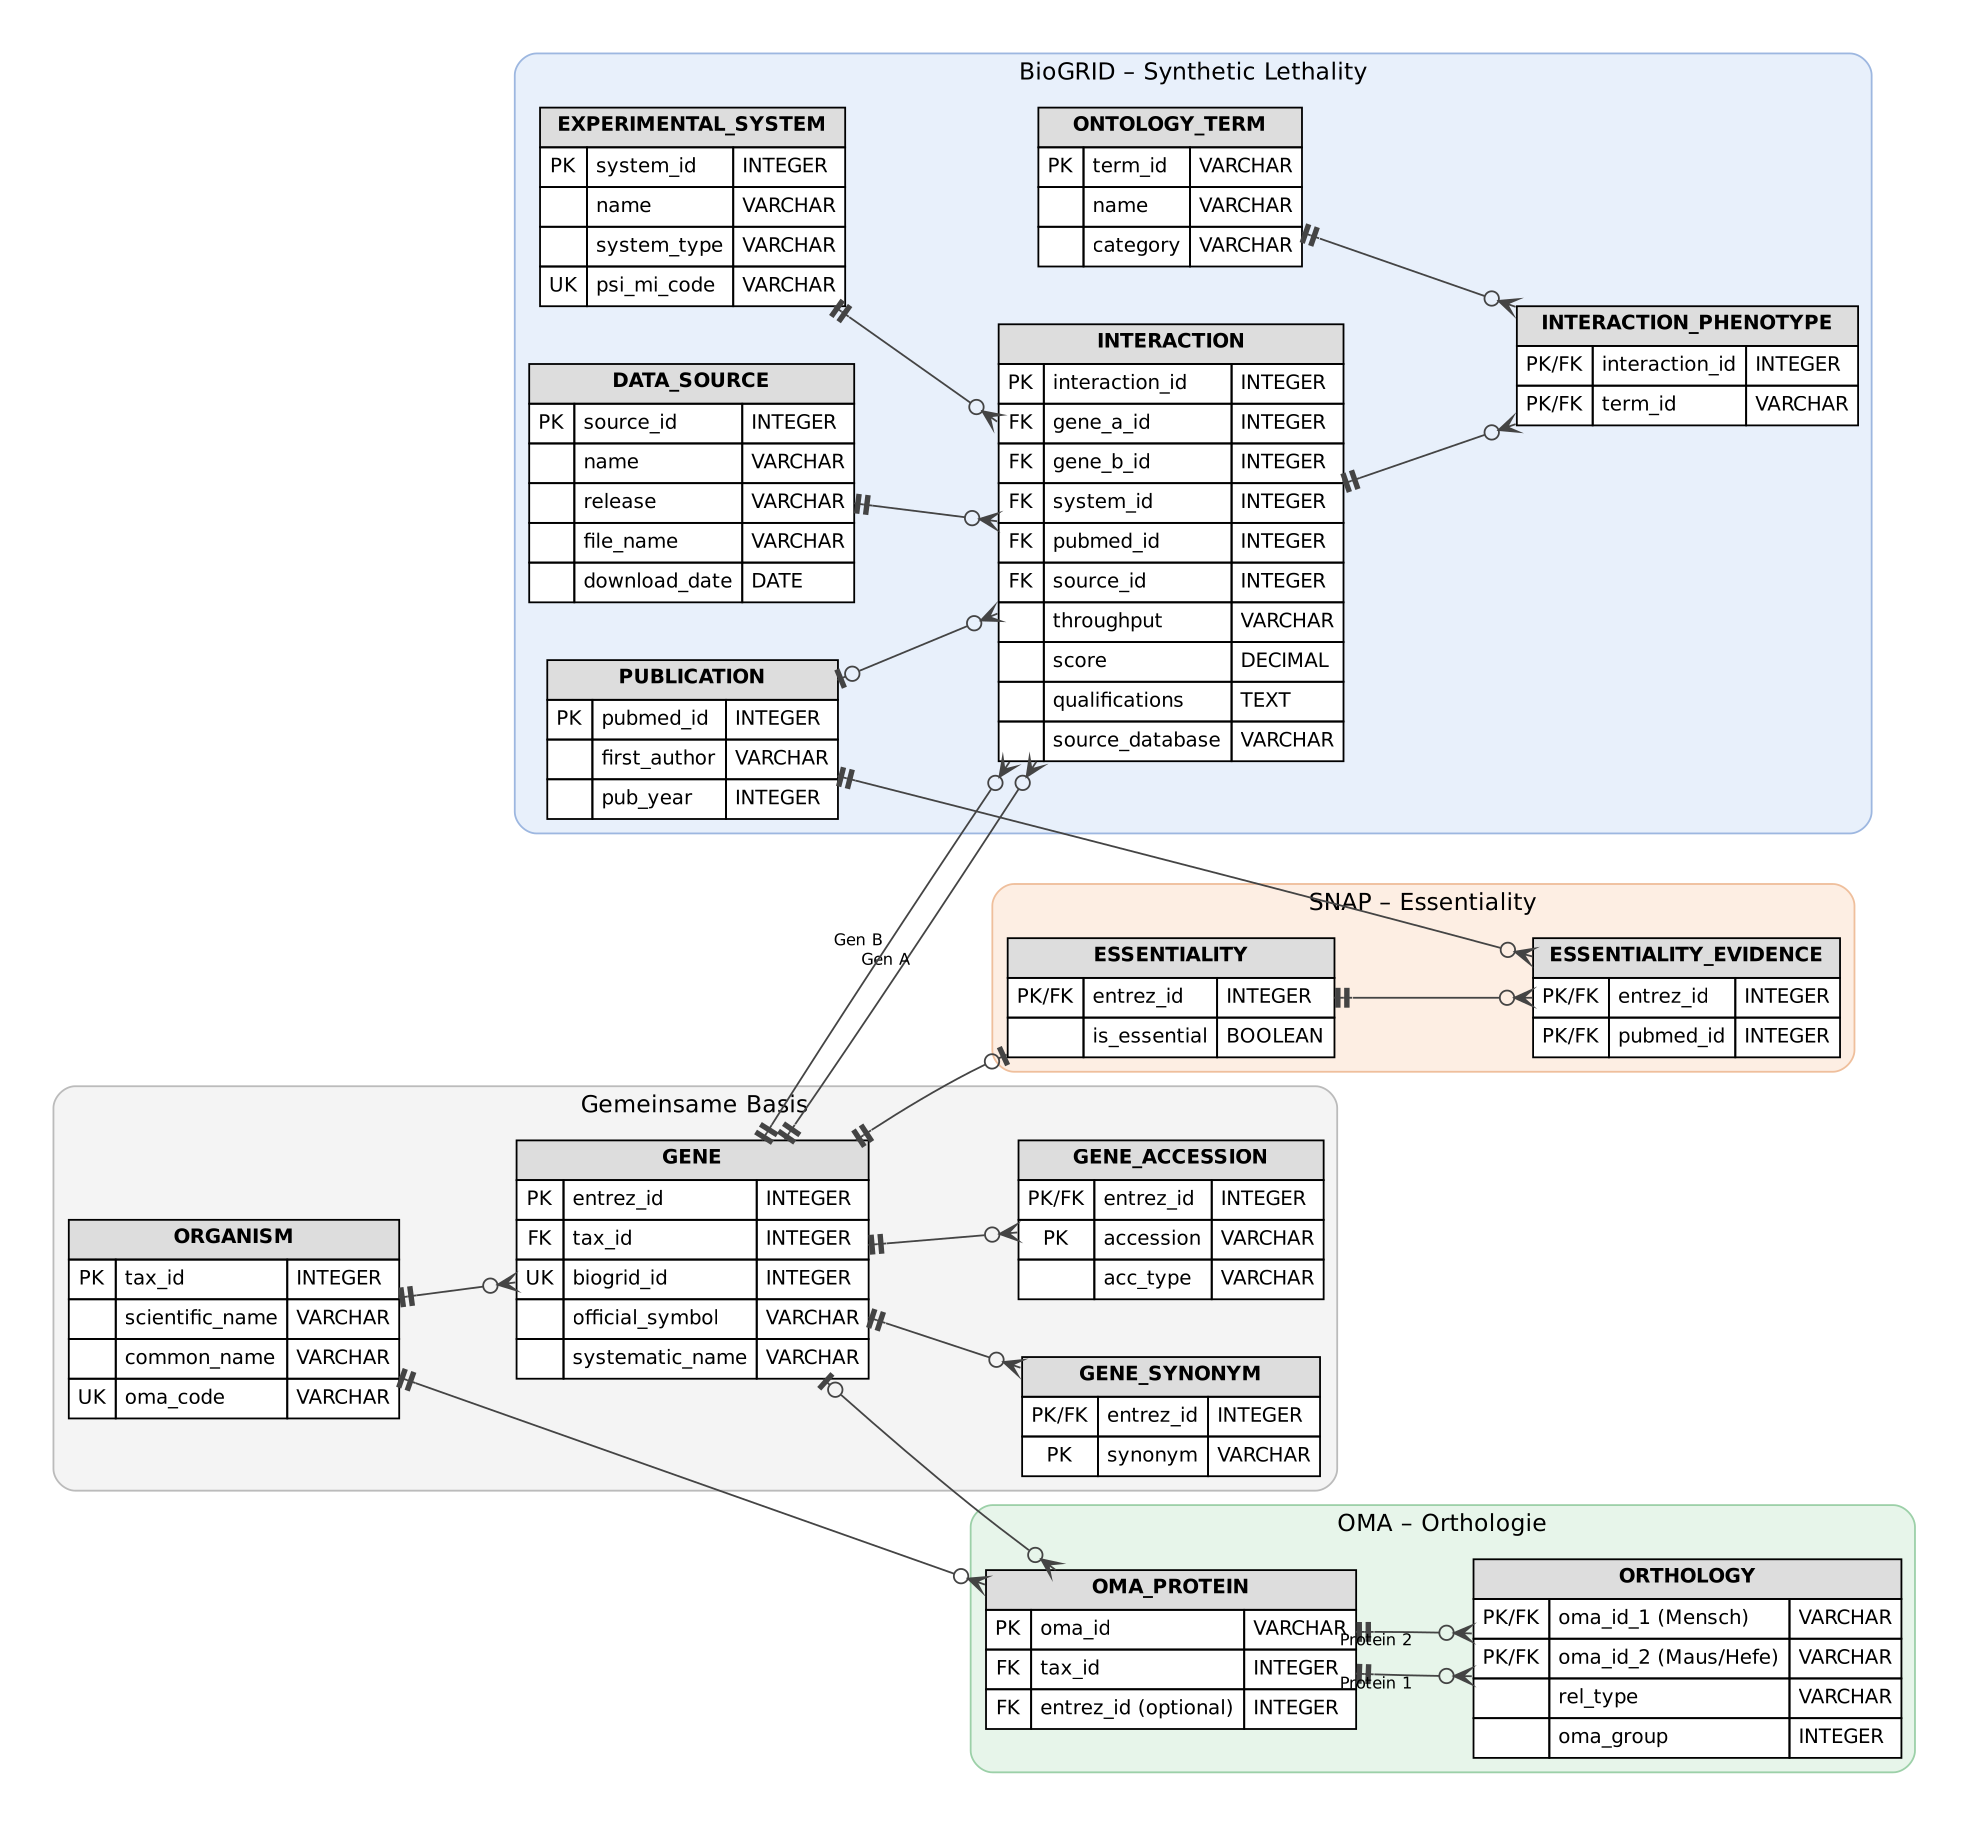 BioGRID – Synthetic Lethality
EXPERIMENTAL_SYSTEM
PK system_id INTEGER
name VARCHAR
system_type VARCHAR
UK psi_mi_code VARCHAR
ONTOLOGY_TERM
PK term_id VARCHAR
name VARCHAR
category VARCHAR
INTERACTION_PHENOTYPE
PK/FK interaction_id INTEGER
PK/FK term_id VARCHAR
DATA_SOURCE
PK source_id INTEGER
name VARCHAR
release VARCHAR
file_name VARCHAR
download_date DATE
INTERACTION
PK interaction_id INTEGER
FK gene_a_id INTEGER
FK gene_b_id INTEGER
FK system_id INTEGER
FK pubmed_id INTEGER
FK source_id INTEGER
throughput VARCHAR
score DECIMAL
qualifications TEXT
source_database VARCHAR
PUBLICATION
PK pubmed_id INTEGER
first_author VARCHAR
pub_year INTEGER
Gen B
Gen A
SNAP – Essentiality
ESSENTIALITY
PK/FK entrez_id INTEGER
is_essential BOOLEAN
ESSENTIALITY_EVIDENCE
PK/FK entrez_id INTEGER
PK/FK pubmed_id INTEGER
Gemeinsame Basis
ORGANISM
PK tax_id INTEGER
scientific_name VARCHAR
common_name VARCHAR
UK oma_code VARCHAR
GENE
PK entrez_id INTEGER
FK tax_id INTEGER
UK biogrid_id INTEGER
official_symbol VARCHAR
systematic_name VARCHAR
GENE_ACCESSION
PK/FK entrez_id INTEGER
PK accession VARCHAR
acc_type VARCHAR
GENE_SYNONYM
PK/FK entrez_id INTEGER
PK synonym VARCHAR
OMA – Orthologie
OMA_PROTEIN
PK oma_id VARCHAR
FK tax_id INTEGER
FK entrez_id (optional) INTEGER
Protein 2
Protein 1
ORTHOLOGY
PK/FK oma_id_1 (Mensch) VARCHAR
PK/FK oma_id_2 (Maus/Hefe) VARCHAR
rel_type VARCHAR
oma_group INTEGER